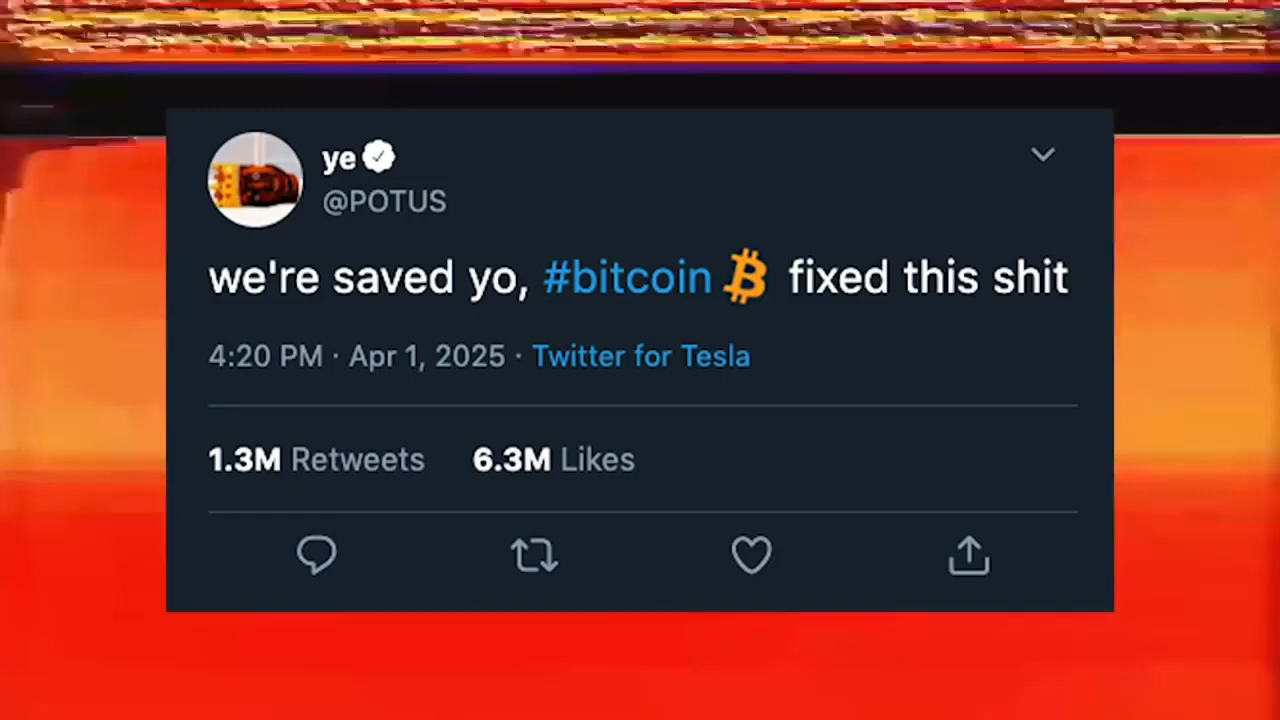 ye
@POTUS
we're saved yo, #bitcoin fixed this shit
4:20 PM · Apr 1, 2025 · Twitter for Tesla
1.3M Retweets 6.3M Likes